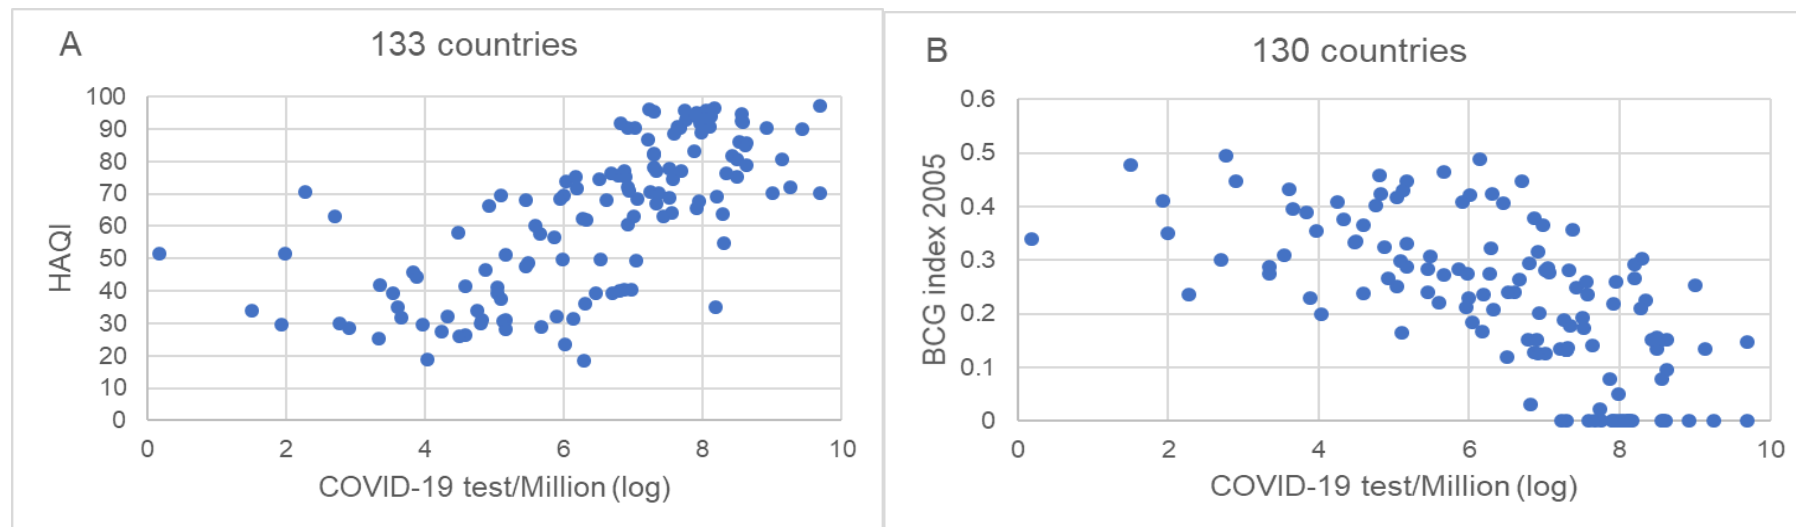 A
133 countries
100
90
80
70
60
50
40
30
20
10
0
HAQI
0 2 4 6 8 10
COVID-19 test/Million (log)
B
130 countries
0.6
0.5
0.4
0.3
0.2
0.1
0
BCG index 2005
0 2 4 6 8 10
COVID-19 test/Million (log)